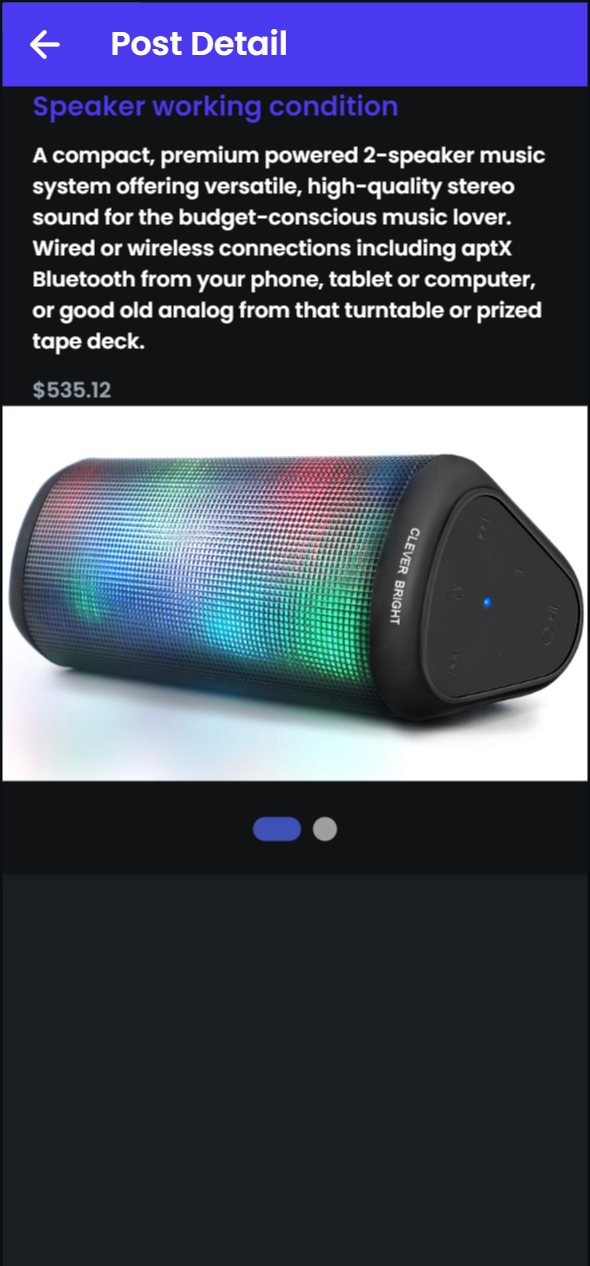 Post Detail
Speaker working condition
A compact, premium powered 2-speaker music
system offering versatile, high-quality stereo
sound for the budget-conscious music lover.
Wired or wireless connections including aptX
Bluetooth from your phone, tablet or computer,
or good old analog from that turntable or prized
tape deck.
$535.12
CLEVER BRIGHT